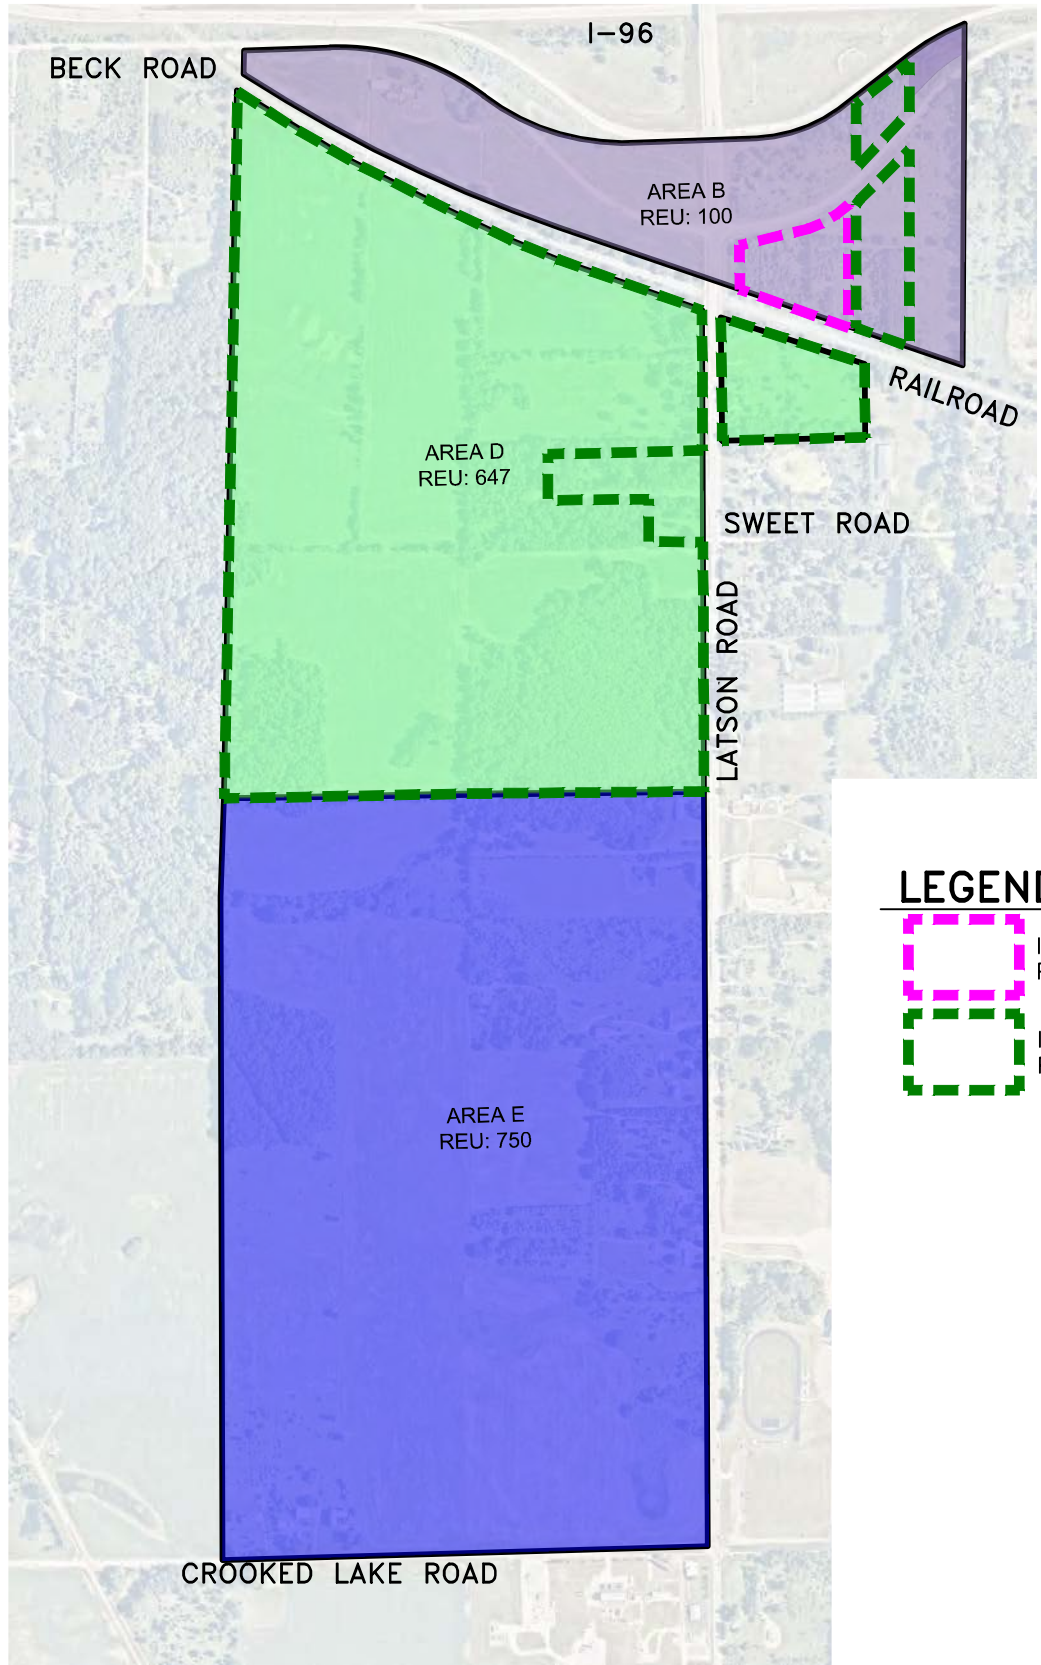 I-96
BECK ROAD
AREA B
REU: 100
RAILROAD
AREA D
REU: 647
SWEET ROAD
LATSON ROAD
LEGEN
AREA E
REU: 750
CROOKED LAKE ROAD